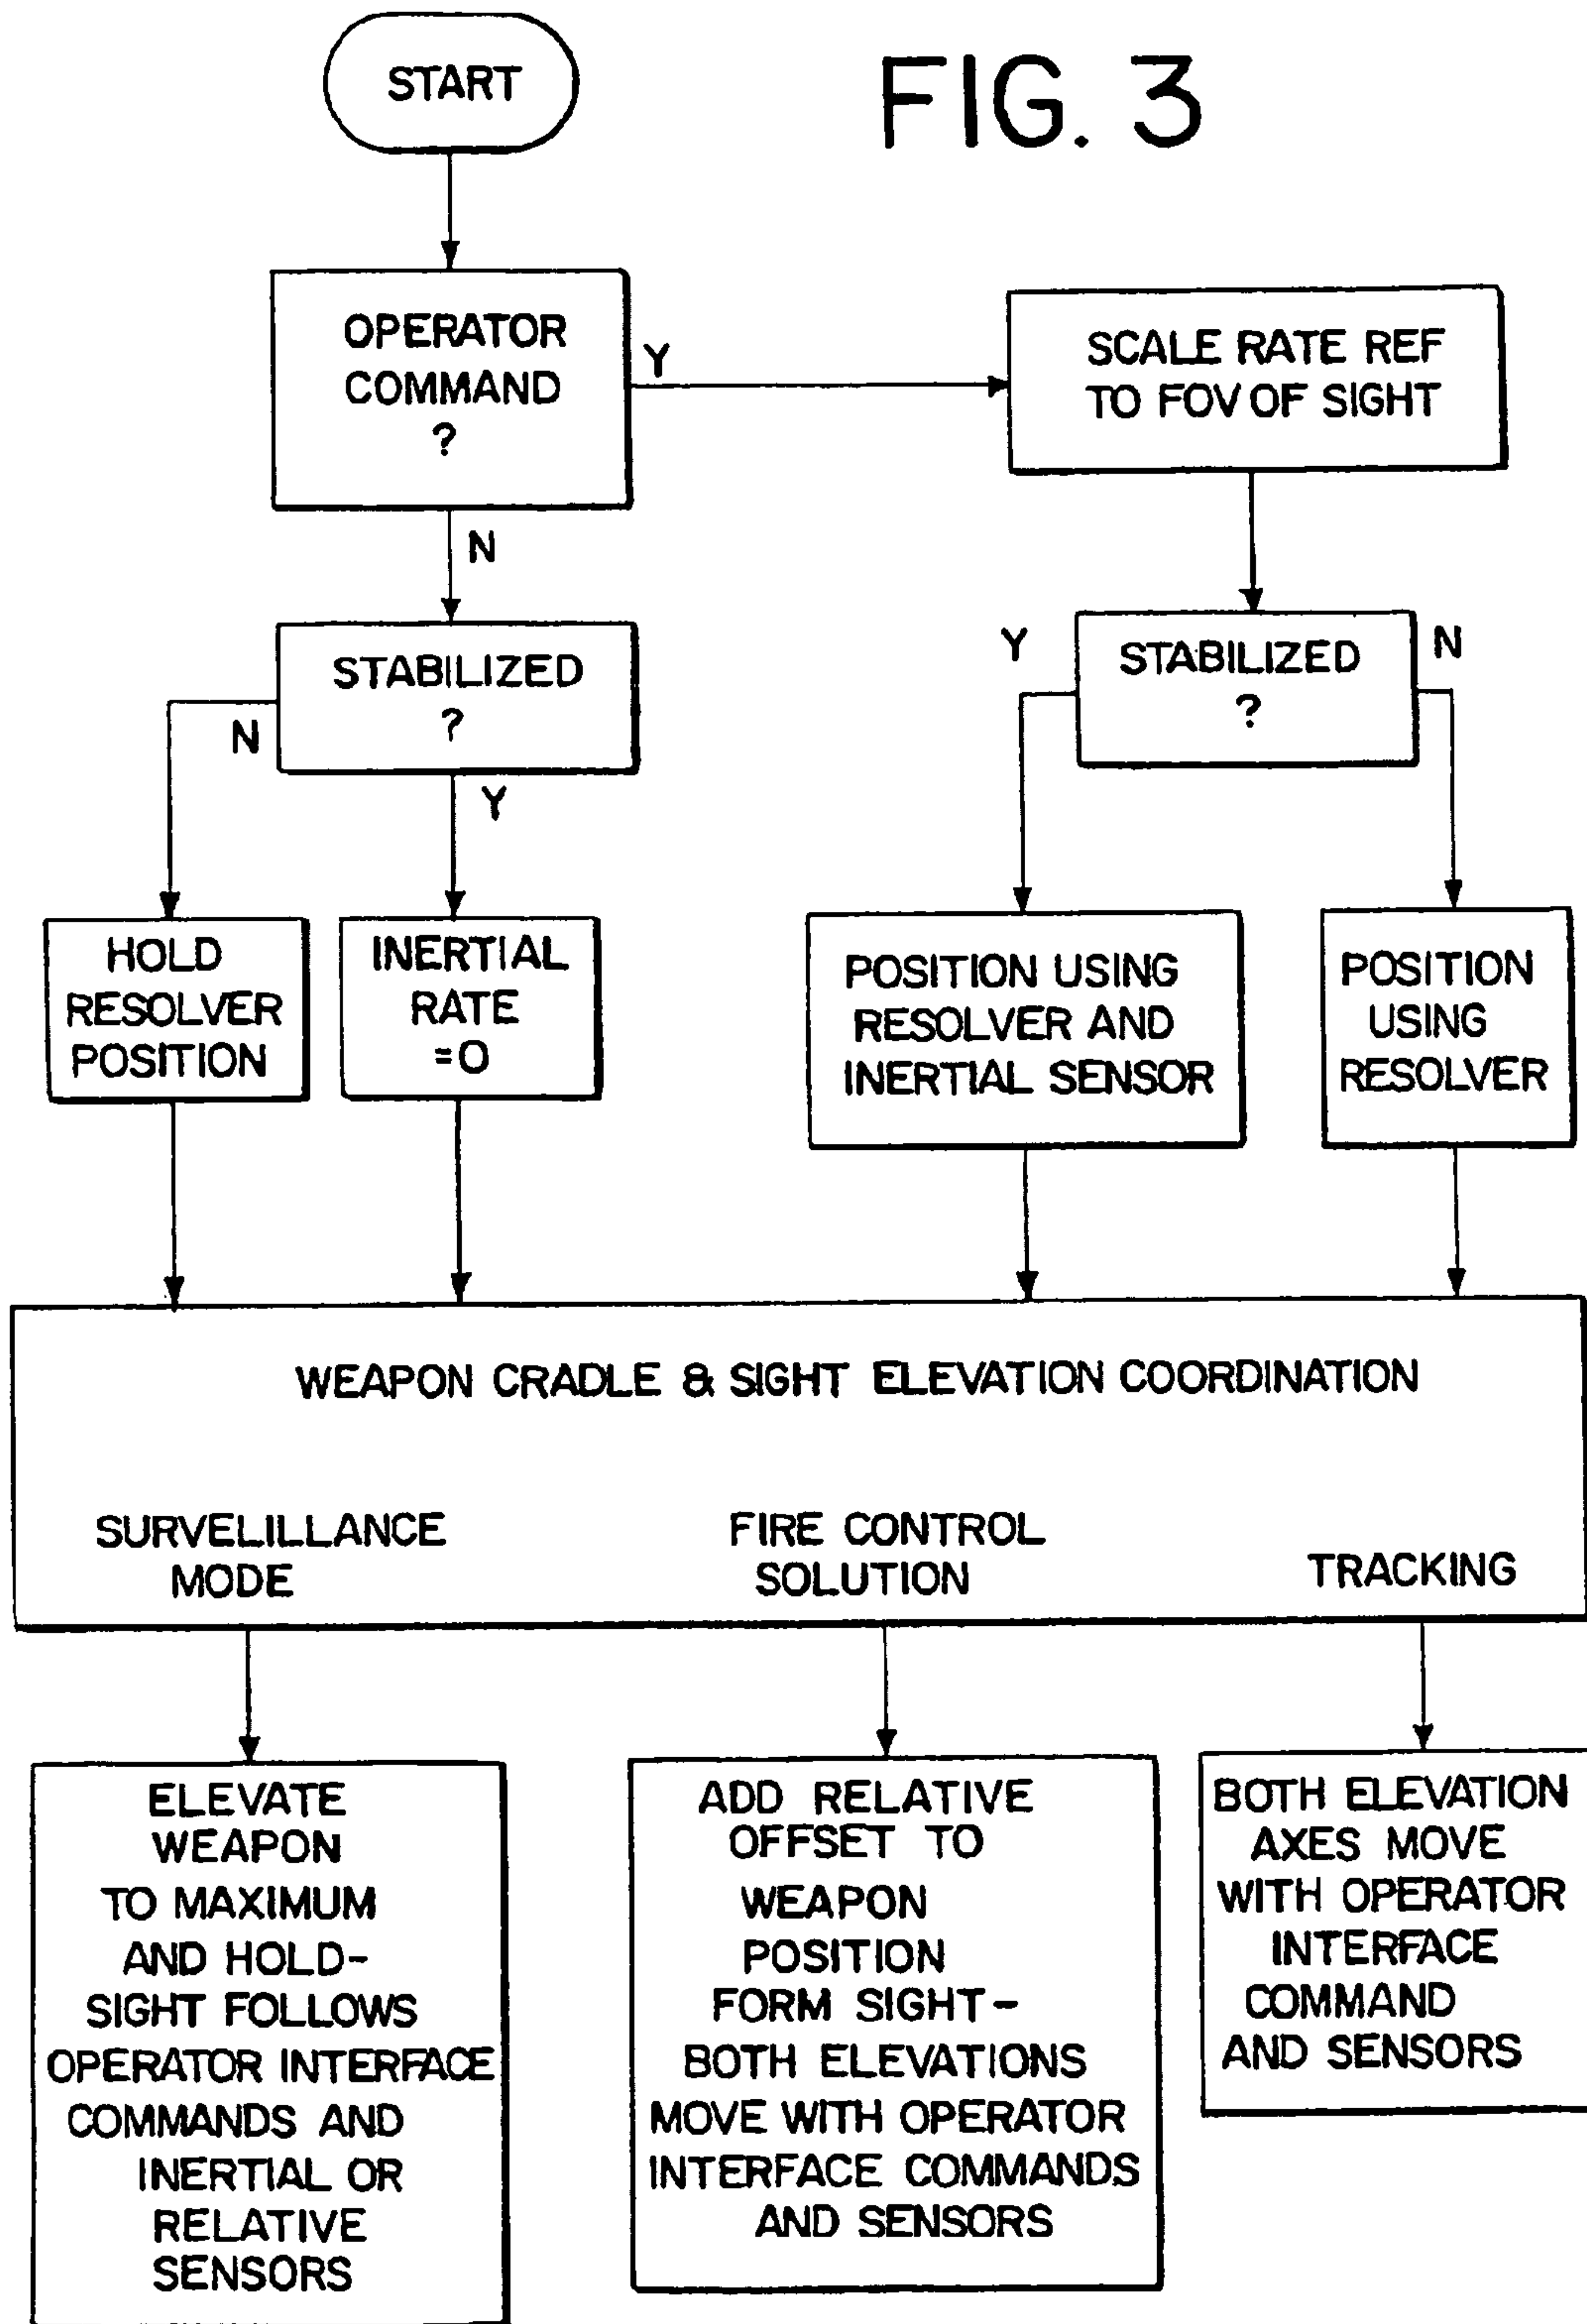 START
FIG. 3
OPERATOR
COMMAND
?
Y
SCALE RATE REF
TO FOV OF SIGHT
N
STABILIZED
?
N
Y
Y
STABILIZED
?
N
HOLD
RESOLVER
POSITION
INERTIAL
RATE
=0
POSITION USING
RESOLVER AND
INERTIAL SENSOR
POSITION
USING
RESOLVER
WEAPON CRADLE & SIGHT ELEVATION COORDINATION
SURVELILLANCE
MODE
FIRE CONTROL
SOLUTION
TRACKING
ELEVATE
WEAPON
TO MAXIMUM
AND HOLD-
SIGHT FOLLOWS
OPERATOR INTERFACE
COMMANDS AND
INERTIAL OR
RELATIVE
SENSORS
ADD RELATIVE
OFFSET TO
WEAPON
POSITION
FORM SIGHT-
BOTH ELEVATIONS
MOVE WITH OPERATOR
INTERFACE COMMANDS
AND SENSORS
BOTH ELEVATION
AXES MOVE
WITH OPERATOR
INTERFACE
COMMAND
AND SENSORS